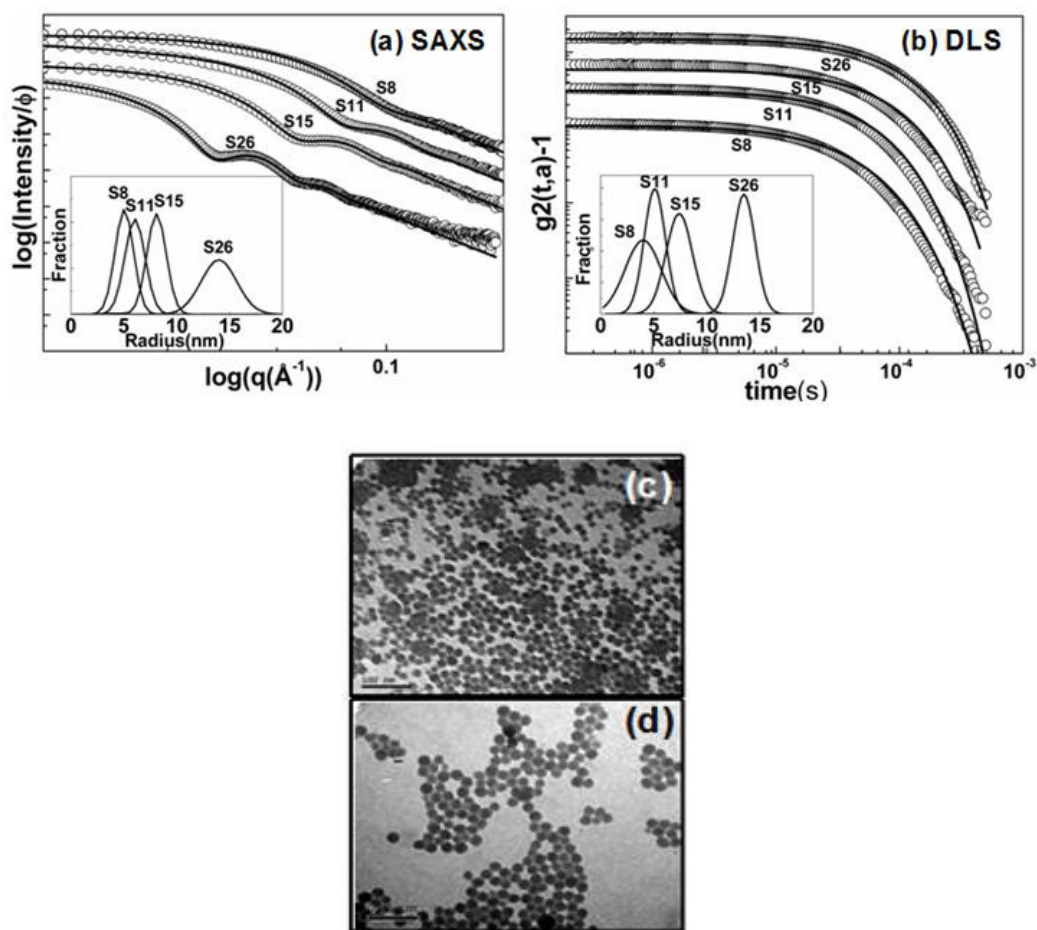 (a) SAXS
S8
S11
S15
S26
log(Intensity/ϕ)
S8
S11
S15
S26
Fraction
0 5 10 15 20
Radius(nm)
0.1
log(q(Å⁻¹))
(b) DLS
S26
S15
S11
S8
g2(t,a)-1
S11
S26
S15
S8
Fraction
0 5 10 15 20
Radius(nm)
10⁻⁶ 10⁻⁵ 10⁻⁴ 10⁻³
time(s)
(c)
100 nm
(d)